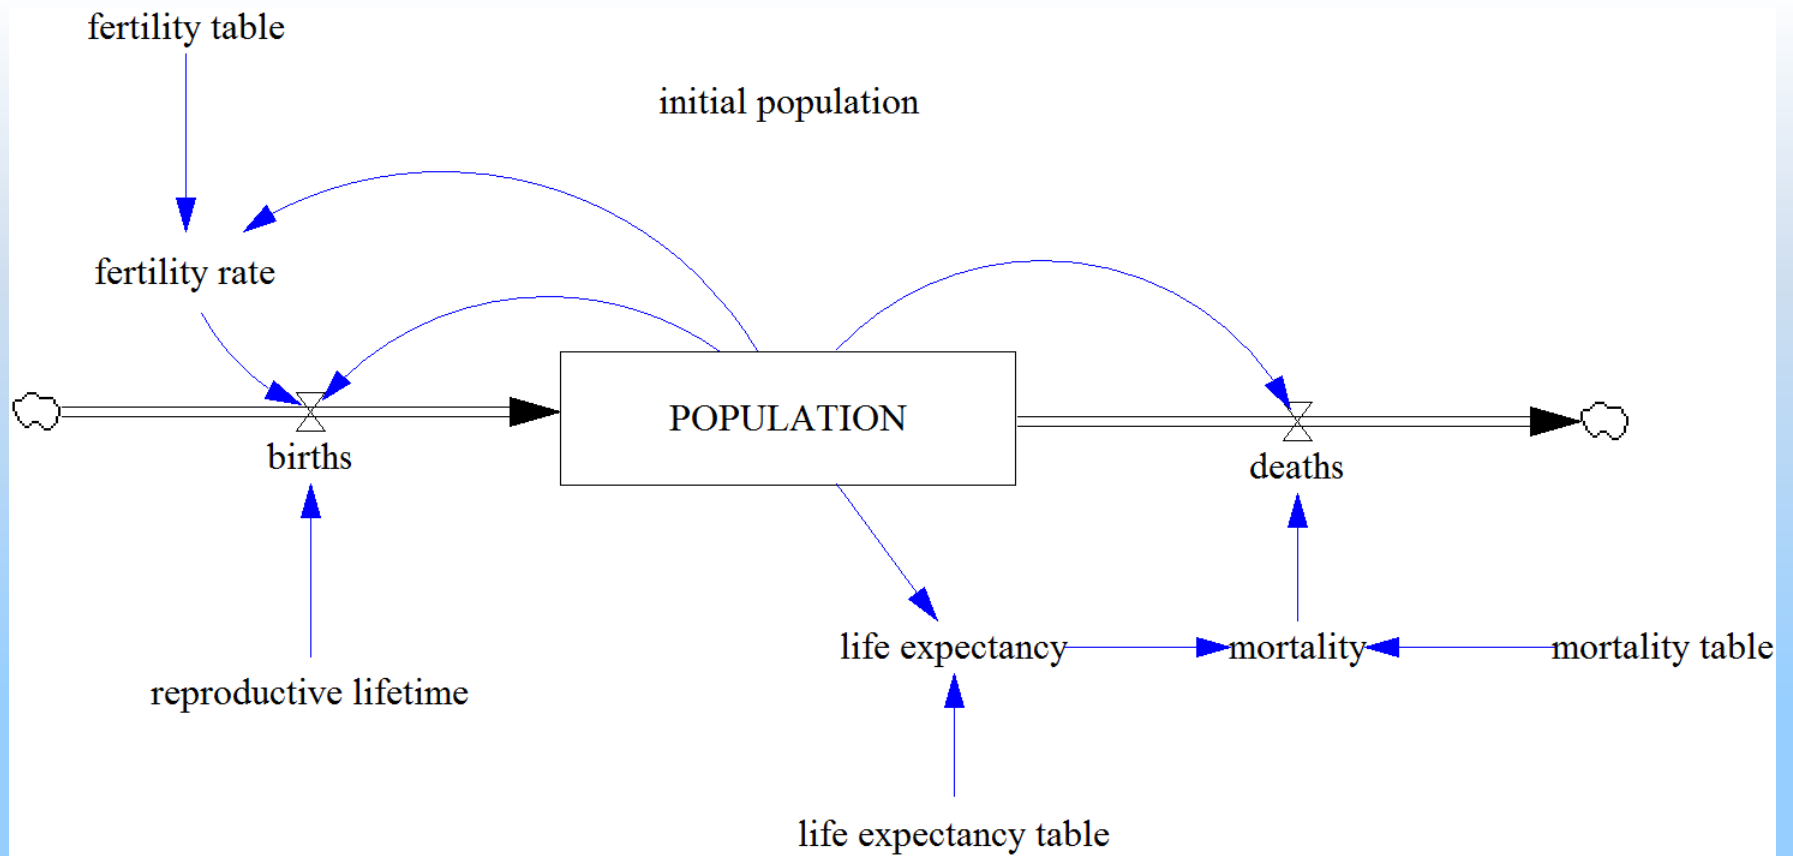 fertility table
initial population
fertility rate
POPULATION
births
deaths
life expectancy
mortality
mortality table
reproductive lifetime
life expectancy table